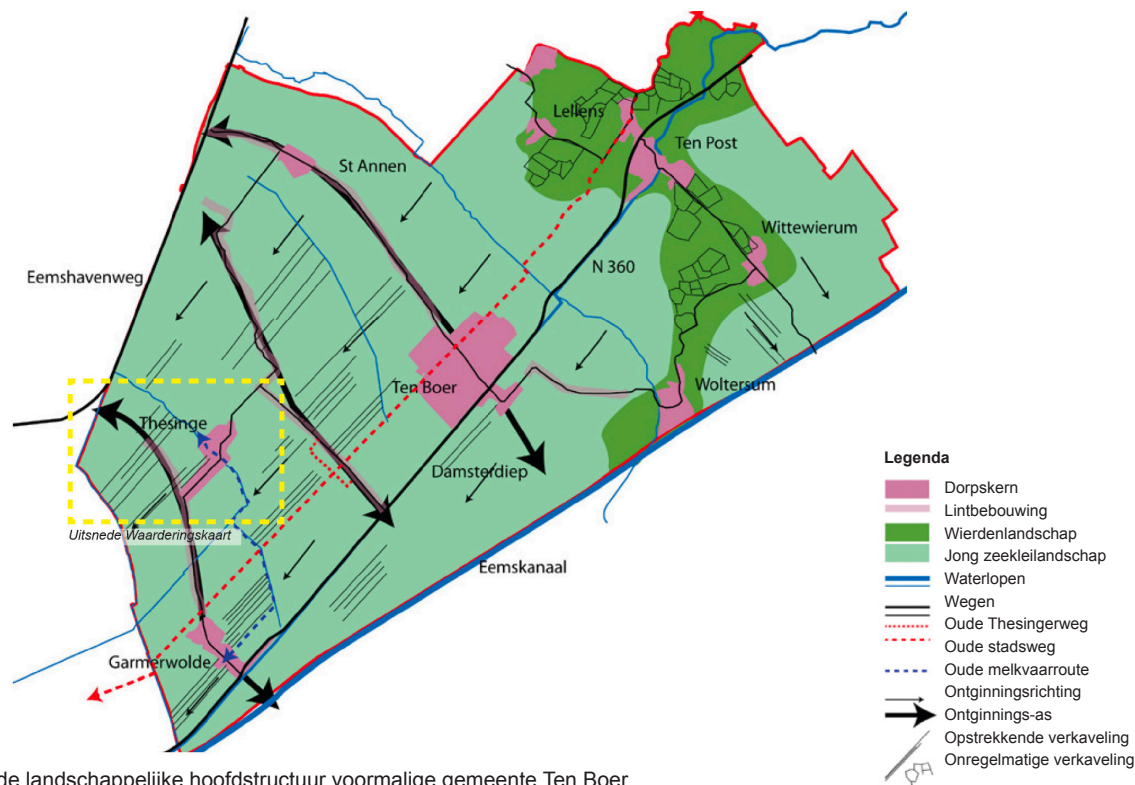 Lellens
Ten Post
St Annen
Wittewierum
Eemshavenweg
N 360
Ten Boer
Woltersum
Thesinge
Damsterdiep
Uitsnede Waarderingskaart
Eemskanaal
Garmerwolde
Legenda
Dorpskern
Lintbebouwing
Wierdenlandschap
Jong zeekleilandschap
Waterlopen
Wegen
Oude Thesingerweg
Oude stadsweg
Oude melkvaarroute
Ontginningsrichting
Ontginnings-as
Opstrekkende verkaveling
Onregelmatige verkaveling
de landschappelijke hoofdstructuur voormalige gemeente Ten Boer